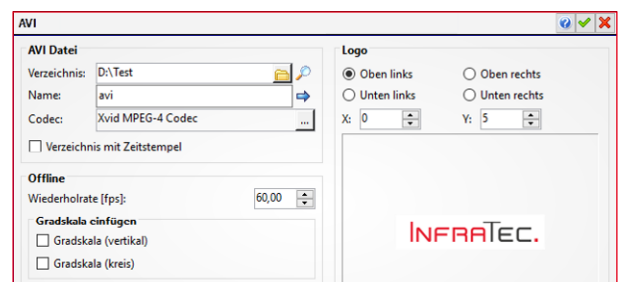 AVI
AVI Datei
Verzeichnis: D:\Test
Name: avi
Codec: Xvid MPEG-4 Codec ...
Verzeichnis mit Zeitstempel
Offline
Wiederholrate [fps]: 60,00
Gradskala einfügen
Gradskala (vertikal)
Gradskala (kreis)
Logo
Oben links Oben rechts
Unten links Unten rechts
X: 0 Y: 5
INFRATEC.